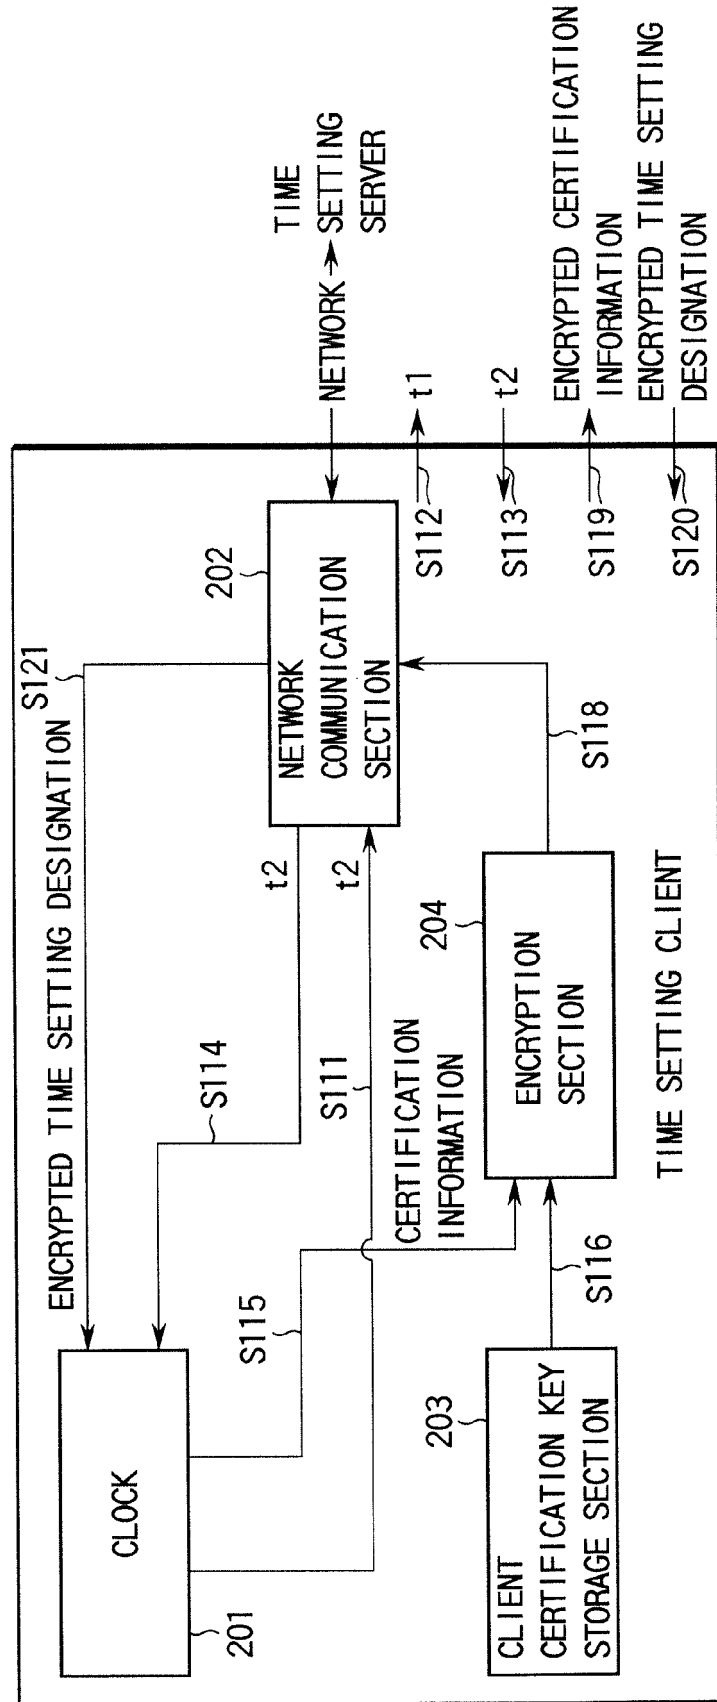 ENCRYPTED TIME SETTING DESIGNATION
S121
CLOCK
201
S114
t2
S111
t2
S115
CERTIFICATION
INFORMATION
202
NETWORK
COMMUNICATION
SECTION
NETWORK
TIME
SETTING
SERVER
S112
t1
S113
t2
S119
ENCRYPTED CERTIFICATION
INFORMATION
S120
ENCRYPTED TIME SETTING
DESIGNATION
203
CLIENT
CERTIFICATION KEY
STORAGE SECTION
S116
204
ENCRYPTION
SECTION
S118
TIME SETTING CLIENT